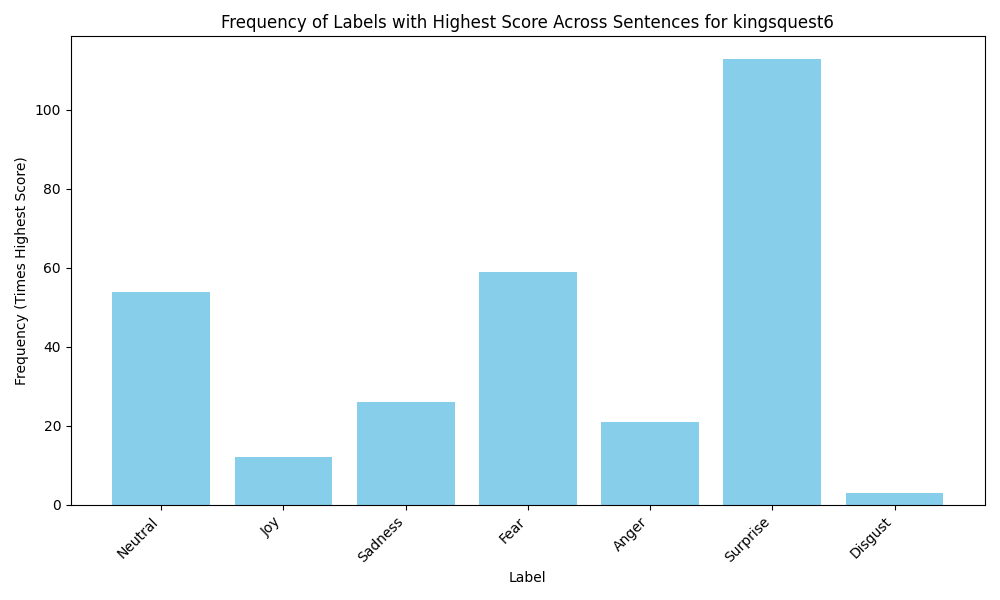 Frequency of Labels with Highest Score Across Sentences for kingsquest6
Frequency (Times Highest Score)
100
80
60
40
20
0
Neutral
Joy
Sadness
Fear
Anger
Surprise
Disgust
Label